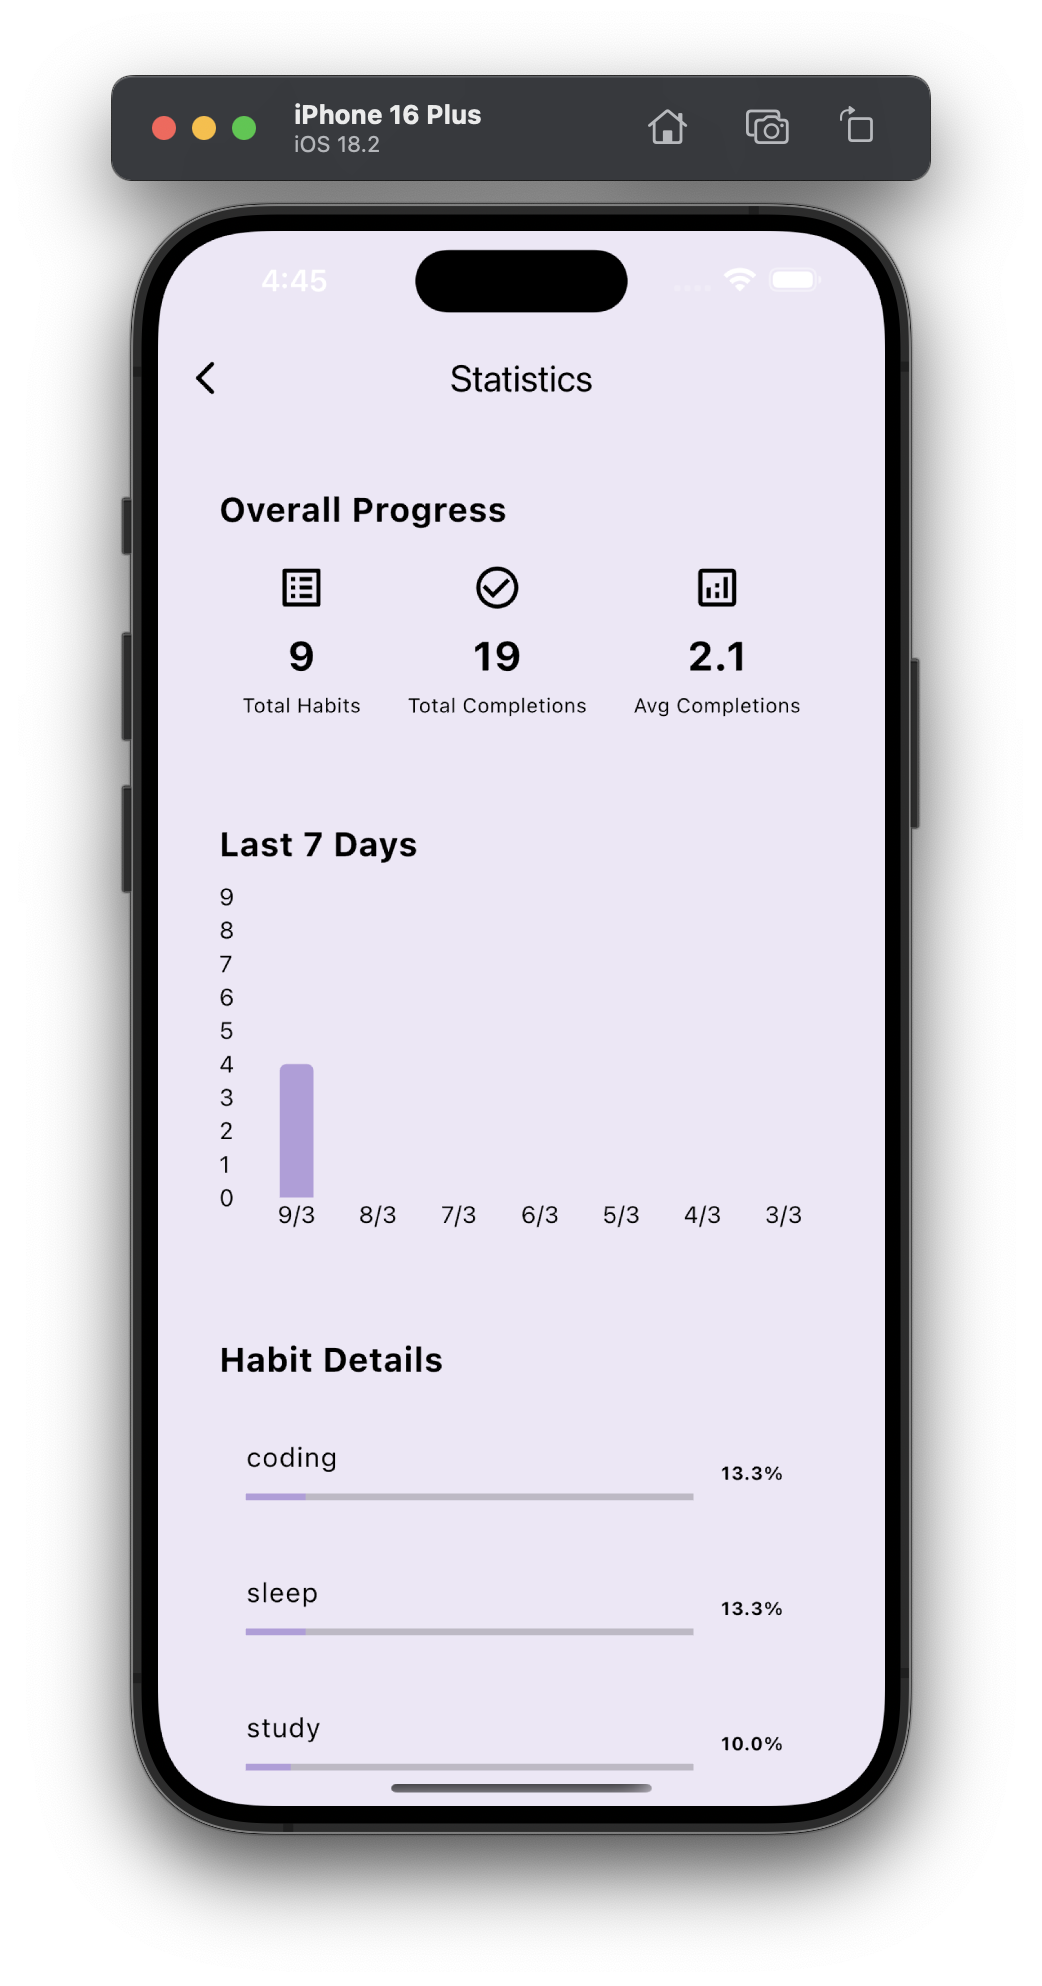 iPhone 16 Plus
iOS 18.2
4:45
Statistics
Overall Progress
9 19 2.1
Total Habits Total Completions Avg Completions
Last 7 Days
9
8
7
6
5
4
3
2
1
0
9/3 8/3 7/3 6/3 5/3 4/3 3/3
Habit Details
coding
13.3%
sleep
13.3%
study
10.0%